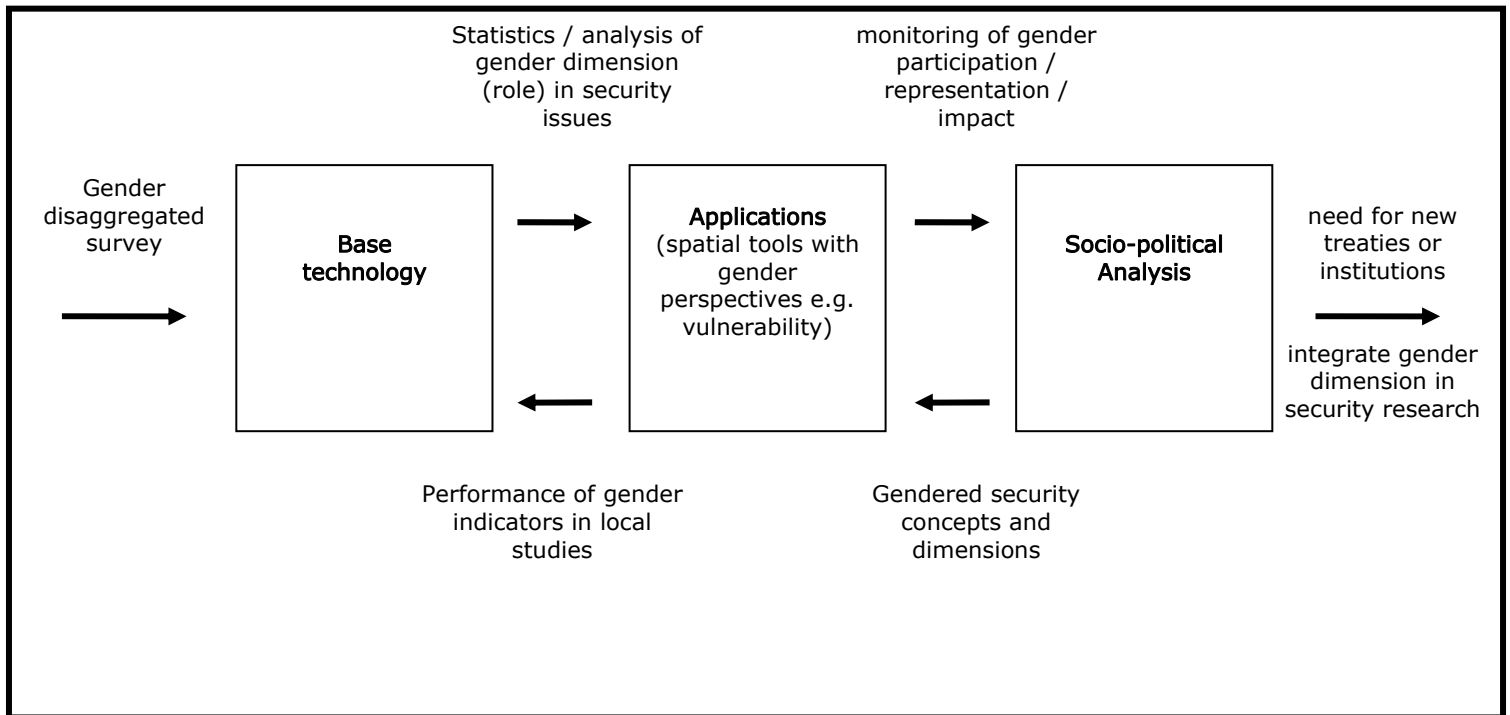 Statistics / analysis of
gender dimension
(role) in security
issues
monitoring of gender
participation /
representation /
impact
Gender
disaggregated
survey
Base
technology
Applications
(spatial tools with
gender
perspectives e.g.
vulnerability)
Socio-political
Analysis
need for new
treaties or
institutions
integrate gender
dimension in
security research
Performance of gender
indicators in local
studies
Gendered security
concepts and
dimensions